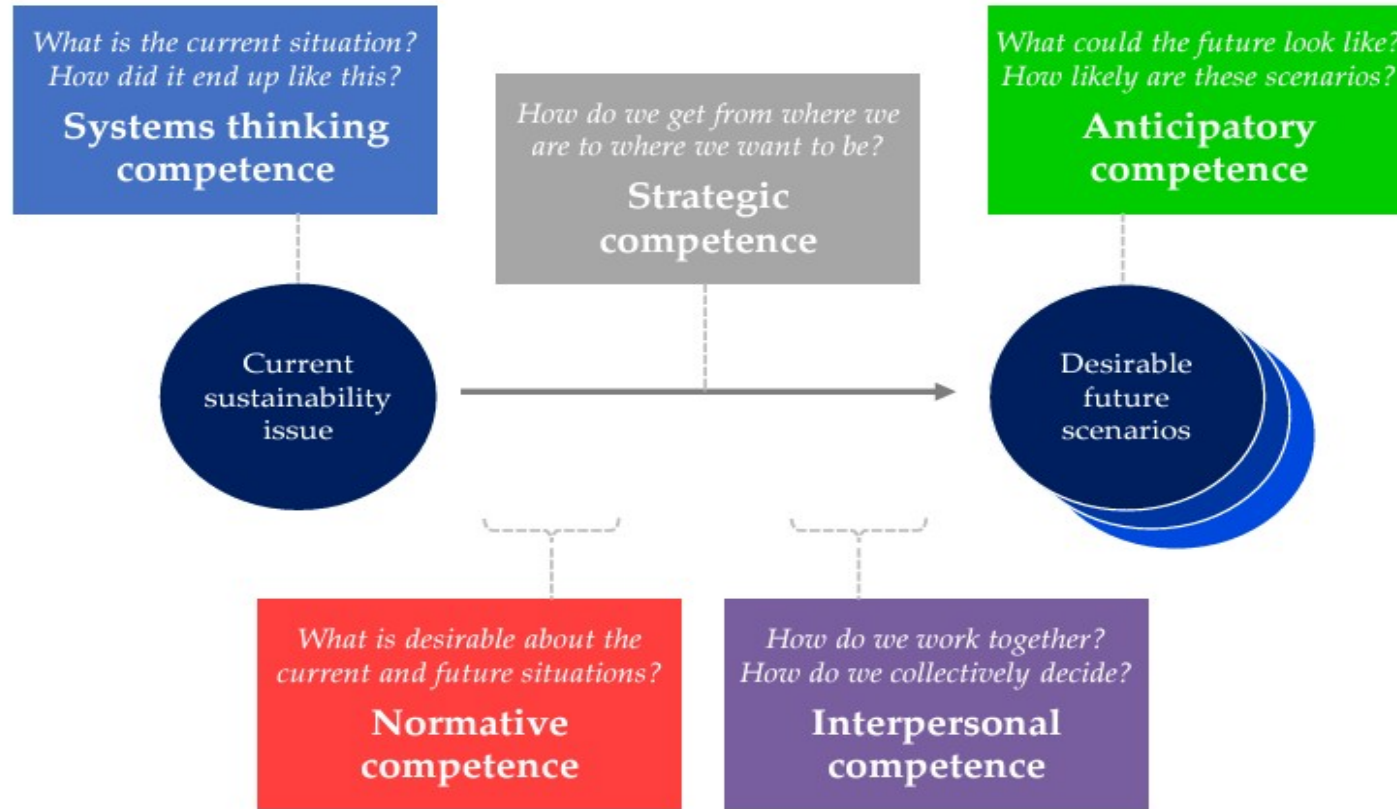 What is the current situation?
How did it end up like this?
Systems thinking
competence
How do we get from where we
are to where we want to be?
Strategic
competence
What could the future look like?
How likely are these scenarios?
Anticipatory
competence
Current
sustainability
issue
Desirable
future
scenarios
What is desirable about the
current and future situations?
Normative
competence
How do we work together?
How do we collectively decide?
Interpersonal
competence